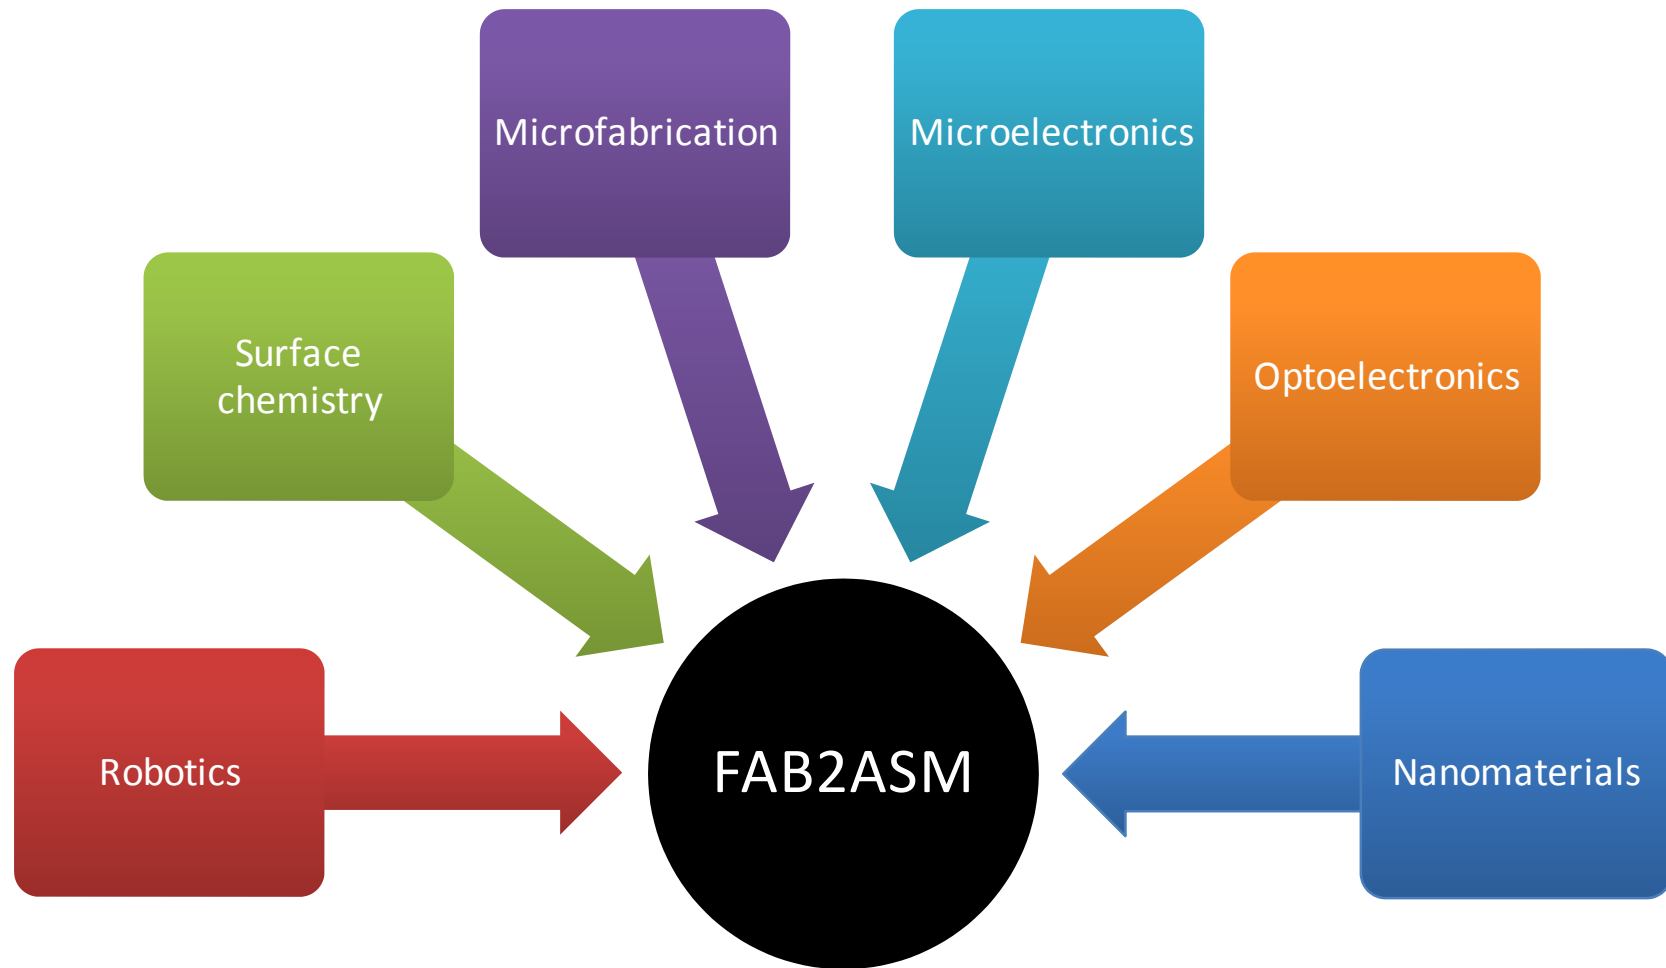 Microfabrication
Microelectronics
Surface
chemistry
Optoelectronics
Robotics
FAB2ASM
Nanomaterials